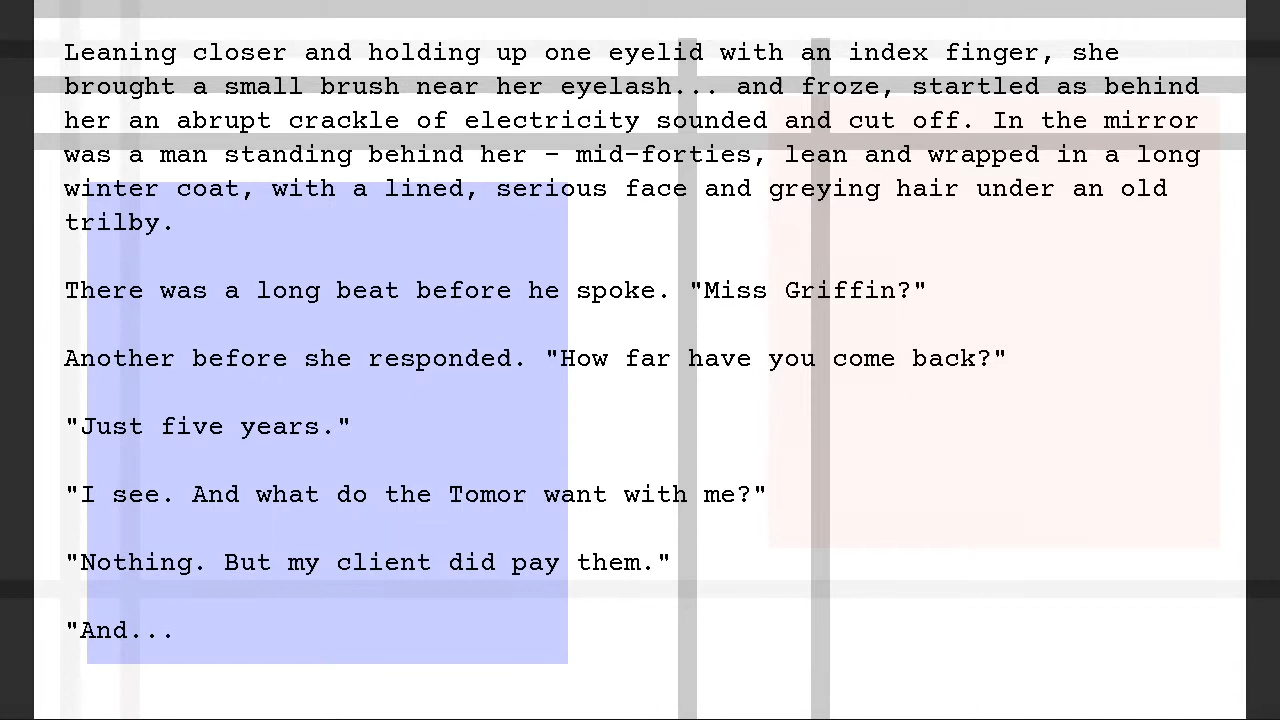 Leaning closer and holding up one eyelid with an index finger, she
brought a small brush near her eyelash... and froze, startled as behind
her an abrupt crackle of electricity sounded and cut off. In the mirror
was a man standing behind her - mid-forties, lean and wrapped in a long
winter coat, with a lined, serious face and greying hair under an old
trilby.
There was a long beat before he spoke. "Miss Griffin?"
Another before she responded. "How far have you come back?"
"Just five years."
"I see. And what do the Tomor want with me?"
"Nothing. But my client did pay them."
"And...